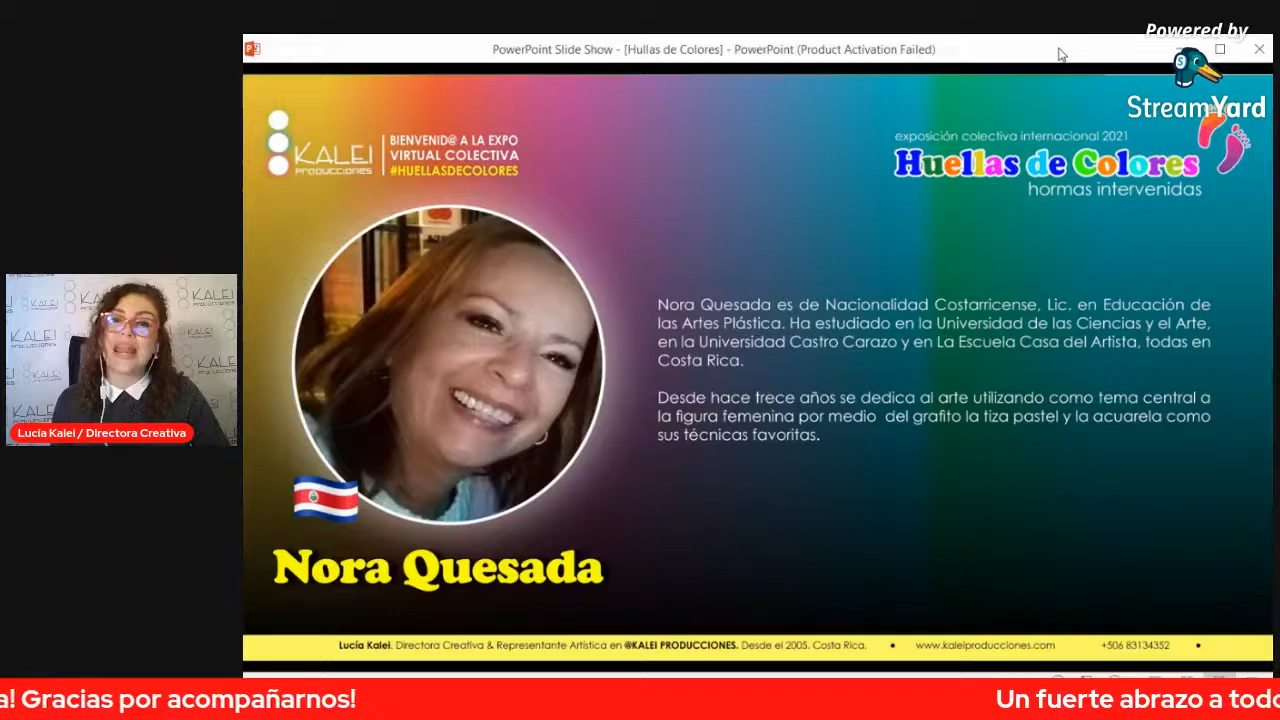 PowerPoint Slide Show - [Hullas de Colores] - PowerPoint (Product Activation Failed)
Powered by
StreamYard
KALEI
PRODUCCIONES
BIENVENID@ A LA EXPO
VIRTUAL COLECTIVA
#HUELLASDECOLORES
exposición colectiva internacional 2021
Huellas de Colores
hormas intervenidas
Nora Quesada es de Nacionalidad Costarricense, Lic. en Educación de
las Artes Plástica. Ha estudiado en la Universidad de las Ciencias y el Arte,
en la Universidad Castro Carazo y en La Escuela Casa del Artista, todas en
Costa Rica.
Desde hace trece años se dedica al arte utilizando como tema central a
la figura femenina por medio del grafito la tiza pastel y la acuarela como
sus técnicas favoritas.
Lucía Kalei / Directora Creativa
Nora Quesada
Lucía Kalei. Directora Creativa & Representante Artística en @KALEI PRODUCCIONES. Desde el 2005. Costa Rica. • www.kaleiproducciones.com +506 83134352 •
a! Gracias por acompañarnos! Un fuerte abrazo a todo